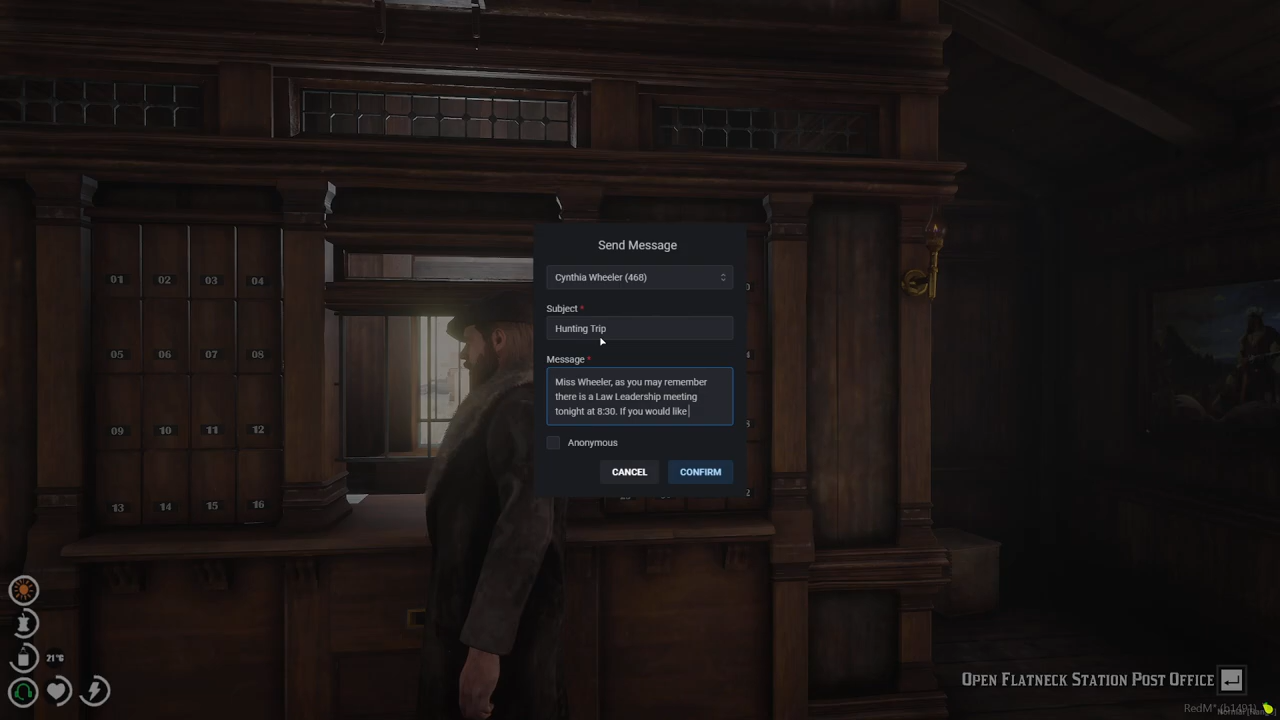 Send Message
Cynthia Wheeler (468)
Subject *
Hunting Trip
Message *
Miss Wheeler, as you may remember
there is a Law Leadership meeting
tonight at 8:30. If you would like
Anonymous
CANCEL
CONFIRM
01 02 03 04
05 06 07 08
09 10 11 12
13 14 15 16
21°C
OPEN FLATNECK STATION POST OFFICE
RedM* (b1491)